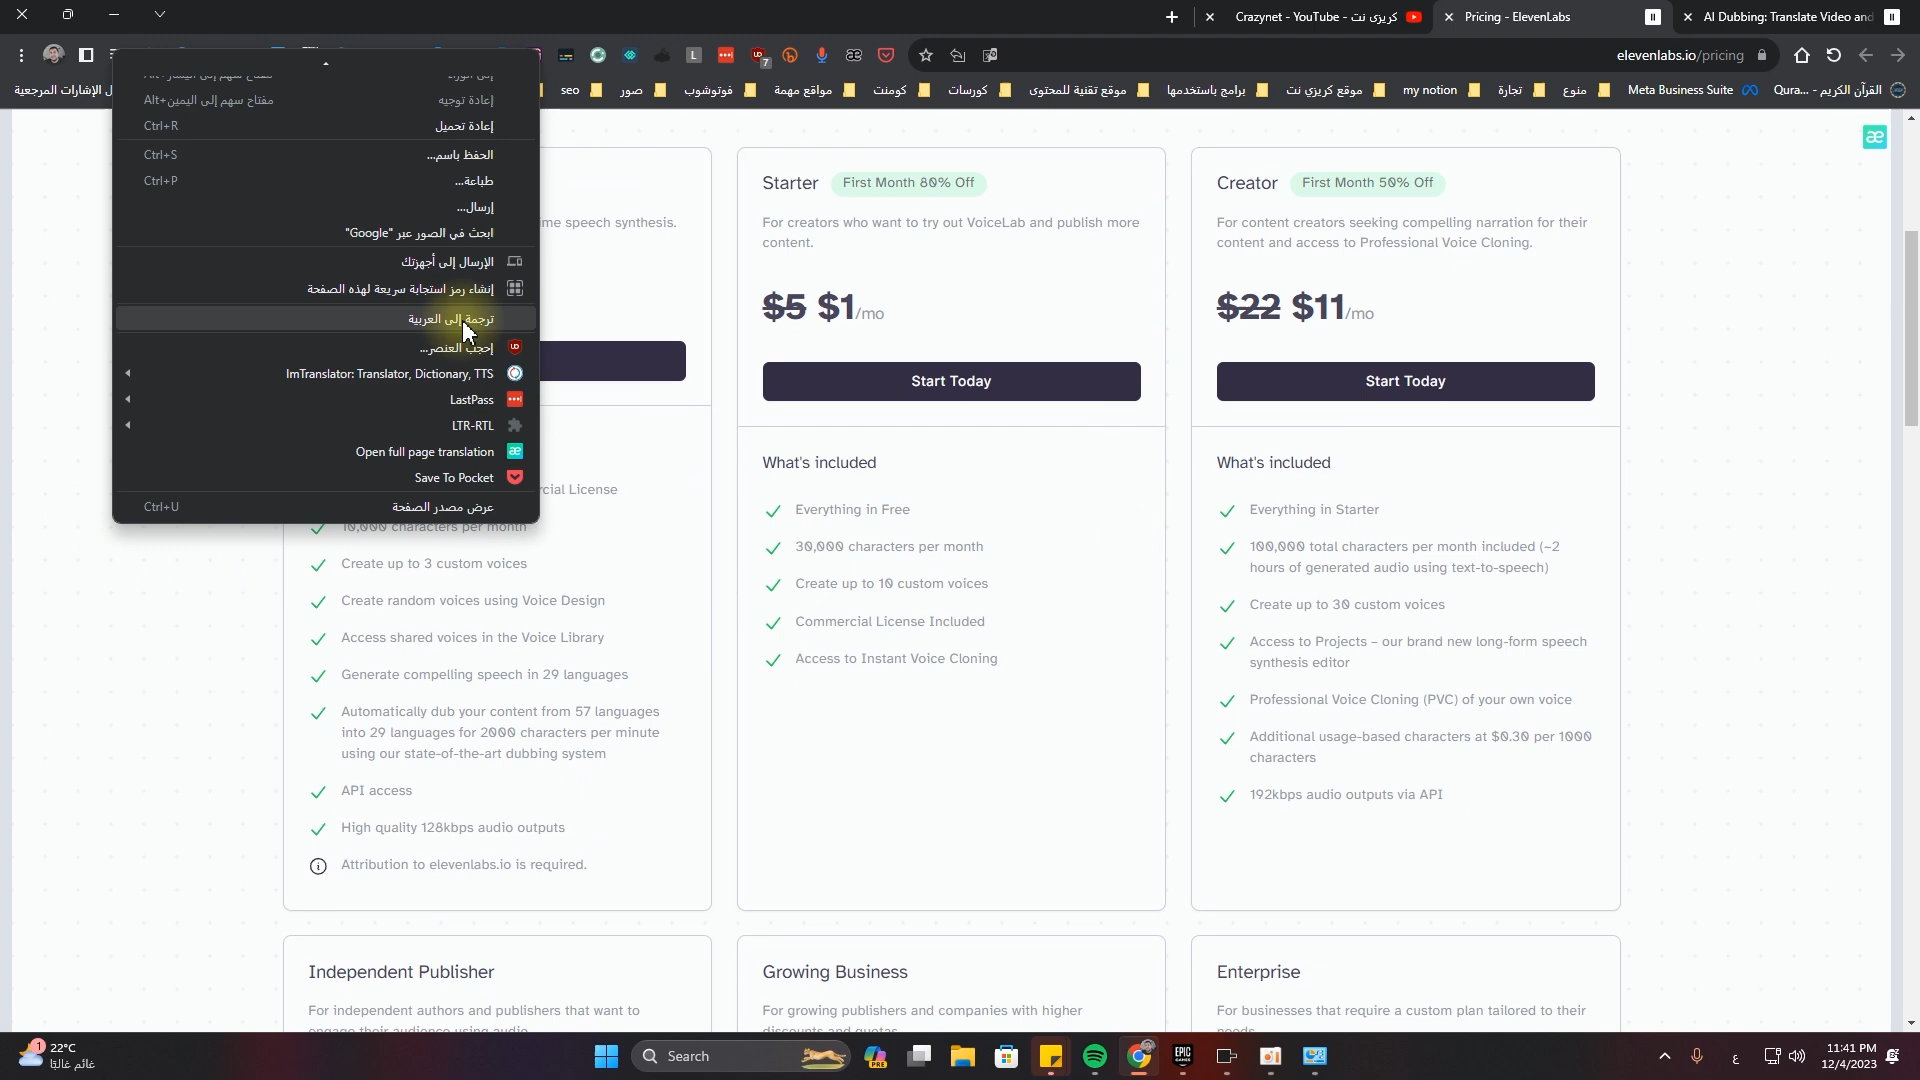 كريزي نت - Crazynet - YouTube
Pricing - ElevenLabs
AI Dubbing: Translate Video and
elevenlabs.io/pricing
7
L
الإشارات المرجعية
seo
صور
فوتوشوب
مواقع مهمة
كومنت
كورسات
موقع تقنية للمحتوى
برامج باستخدمها
موقع كريزي نت
my notion
تجارة
منوع
Meta Business Suite
القرآن الكريم - ...Qura
æ
إعادة توجيه
Alt+مفتاح سهم إلى اليمين
إعادة تحميل
Ctrl+R
الحفظ باسم...
Ctrl+S
طباعة...
Ctrl+P
إرسال...
ابحث في الصور عبر "Google"
الإرسال إلى أجهزتك
إنشاء رمز استجابة سريعة لهذه الصفحة
ترجمة إلى العربية
إحجب العنصر...
ImTranslator: Translator, Dictionary, TTS
LastPass
LTR-RTL
Open full page translation
Save To Pocket
عرض مصدر الصفحة
Ctrl+U
me speech synthesis.
cial License
10,000 characters per month
Create up to 3 custom voices
Create random voices using Voice Design
Access shared voices in the Voice Library
Generate compelling speech in 29 languages
Automatically dub your content from 57 languages
into 29 languages for 2000 characters per minute
using our state-of-the-art dubbing system
API access
High quality 128kbps audio outputs
Attribution to elevenlabs.io is required.
Starter First Month 80% Off
For creators who want to try out VoiceLab and publish more
content.
$5 $1/mo
Start Today
What's included
Everything in Free
30,000 characters per month
Create up to 10 custom voices
Commercial License Included
Access to Instant Voice Cloning
Creator First Month 50% Off
For content creators seeking compelling narration for their
content and access to Professional Voice Cloning.
$22 $11/mo
Start Today
What's included
Everything in Starter
100,000 total characters per month included (~2
hours of generated audio using text-to-speech)
Create up to 30 custom voices
Access to Projects - our brand new long-form speech
synthesis editor
Professional Voice Cloning (PVC) of your own voice
Additional usage-based characters at $0.30 per 1000
characters
192kbps audio outputs via API
Independent Publisher
For independent authors and publishers that want to
engage their audience using audio
Growing Business
For growing publishers and companies with higher
discounts and quotas
Enterprise
For businesses that require a custom plan tailored to their
needs
1
22°C
غائم غالبًا
Search
PRE
EPIC GAMES
ع
11:41 PM
12/4/2023